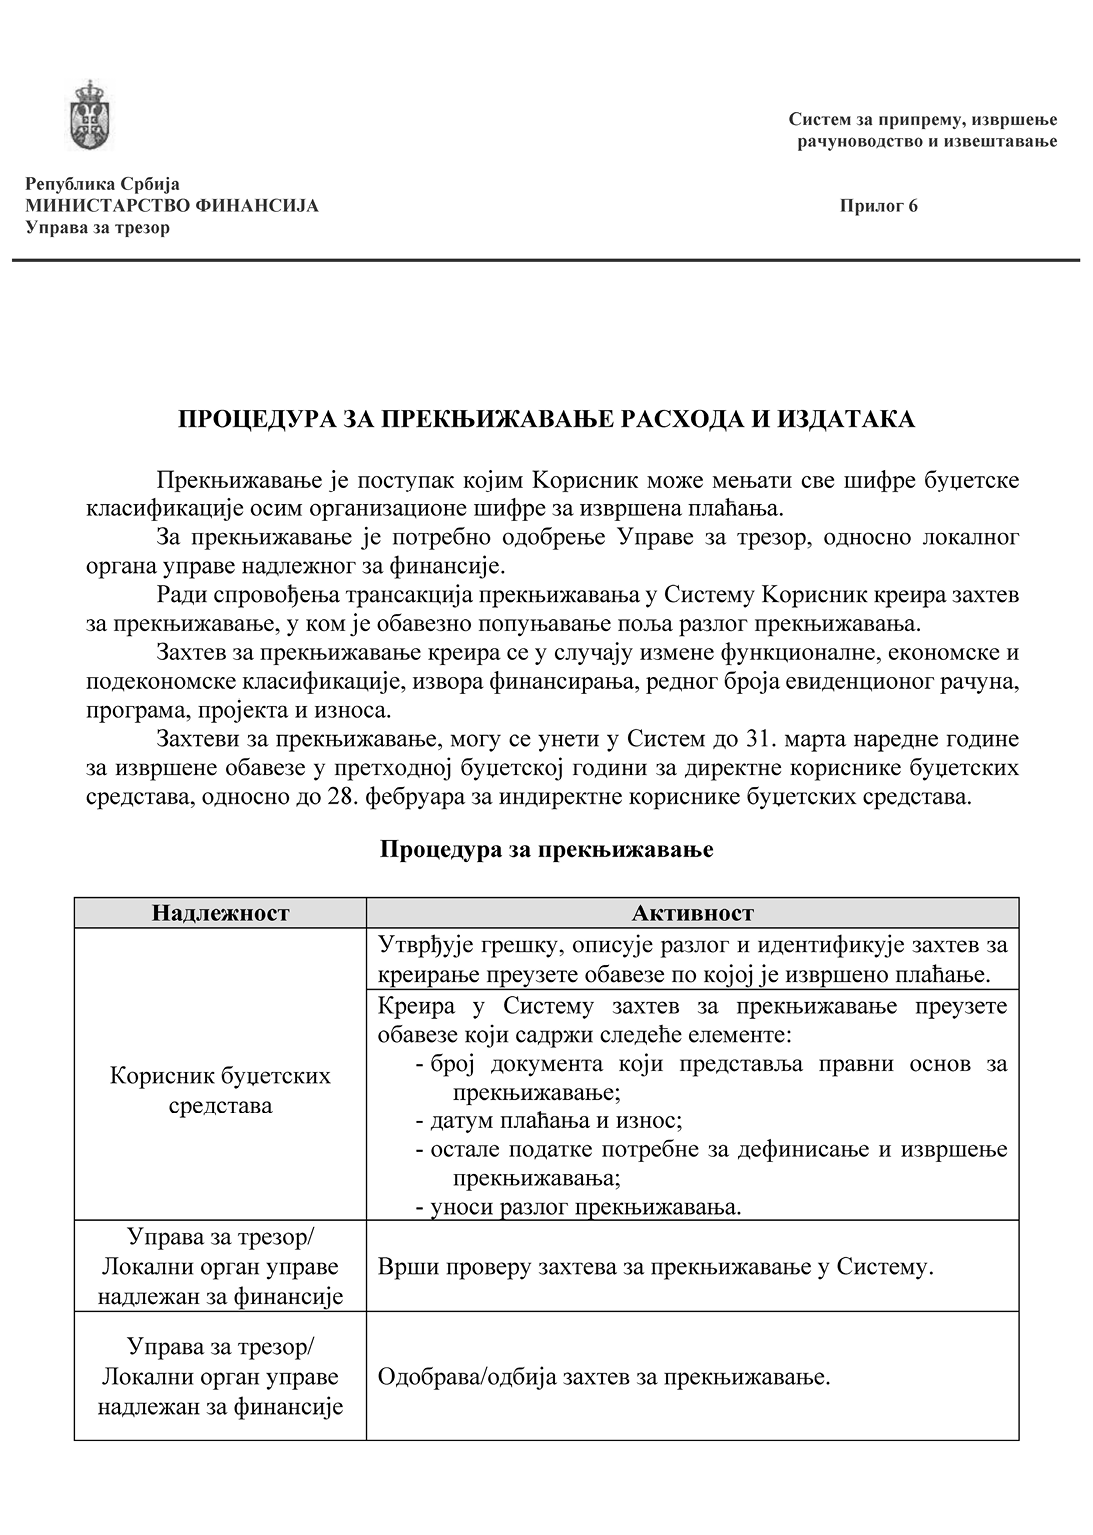 Систем за припрему, извршење
рачуноводство и извештавање
Република Србија
МИНИСТАРСТВО ФИНАНСИЈА
Прилог 6
Управа за трезор
ПРОЦЕДУРА ЗА ПРЕКЊИЖАВАЊЕ РАСХОДА И ИЗДАТАКА
Прекњижавање је поступак којим Корисник може мењати све шифре буџетске
класификације осим организационе шифре за извршена плаћања.
За прекњижавање је потребно одобрење Управе за трезор, односно локалног
органа управе надлежног за финансије.
Ради спровођења трансакција прекњижавања у Систему Корисник креира захтев
за прекњижавање, у ком је обавезно попуњавање поља разлог прекњижавања.
Захтев за прекњижавање креира се у случају измене функционалне, економске и
подекономске класификације, извора финансирања, редног броја евиденционог рачуна,
програма, пројекта и износа.
Захтеви за прекњижавање, могу се унети у Систем до 31. марта наредне године
за извршене обавезе у претходној буџетској години за директне кориснике буџетских
средстава, односно до 28. фебруара за индиректне кориснике буџетских средстава.
Процедура за прекњижавање
Надлежност
Активност
Корисник буџетских
средстава
Утврђује грешку, описује разлог и идентификује захтев за
креирање преузете обавезе по којој је извршено плаћање.
Креира у Систему захтев за прекњижавање преузете
обавезе који садржи следеће елементе:
- број документа који представља правни основ за
прекњижавање;
- датум плаћања и износ;
- остале податке потребне за дефинисање и извршење
прекњижавања;
- уноси разлог прекњижавања.
Управа за трезор/
Локални орган управе
надлежан за финансије
Врши проверу захтева за прекњижавање у Систему.
Управа за трезор/
Локални орган управе
надлежан за финансије
Одобрава/одбија захтев за прекњижавање.